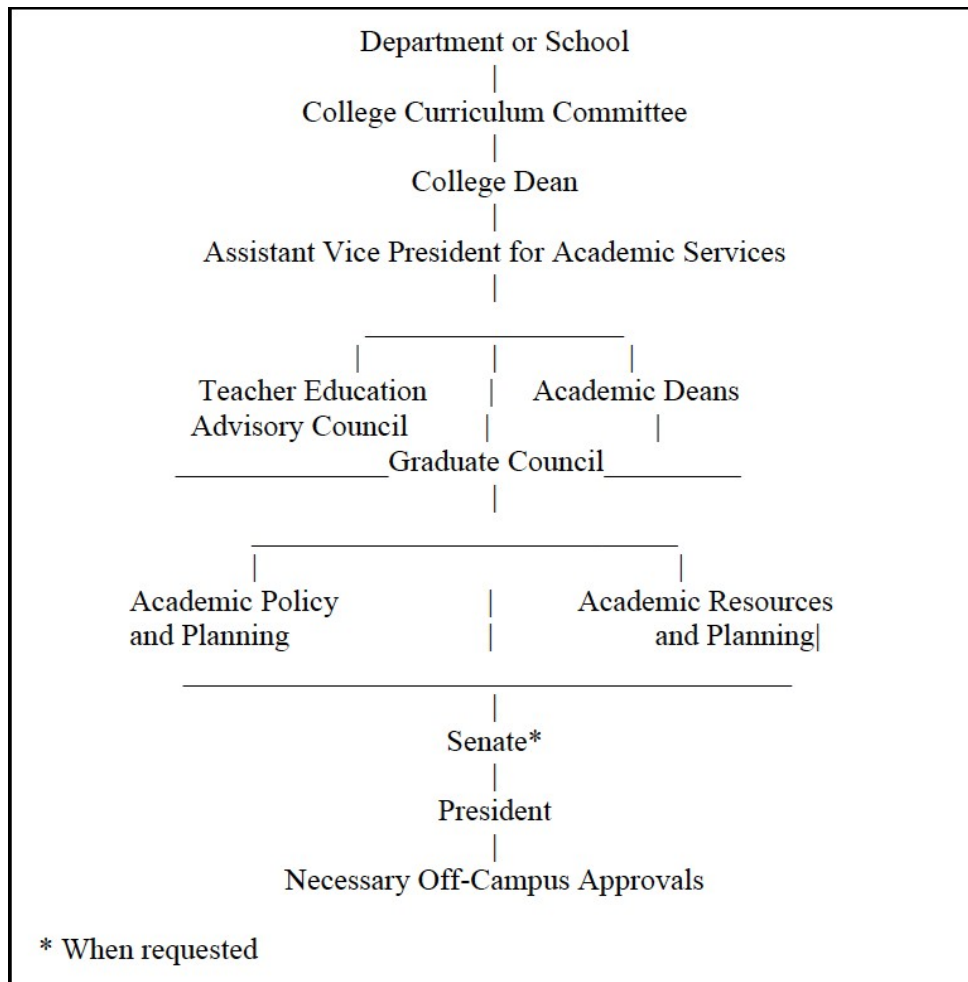 Department or School
College Curriculum Committee
College Dean
Assistant Vice President for Academic Services
Teacher Education Academic Deans
Advisory Council
Graduate Council
Academic Policy Academic Resources
and Planning and Planning
Senate*
President
Necessary Off-Campus Approvals
* When requested